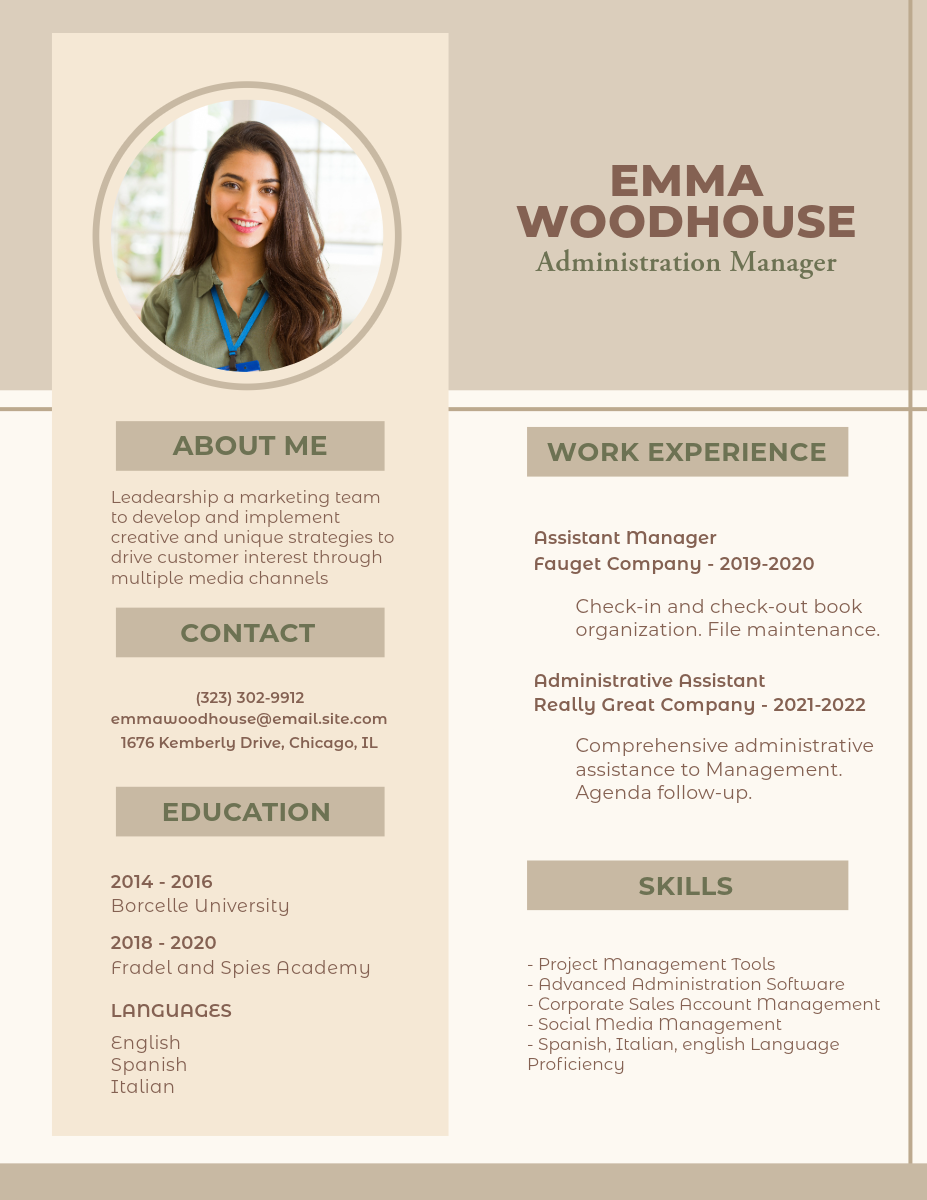 EMMA
WOODHOUSE
Administration Manager
ABOUT ME
Leadearship a marketing team
to develop and implement
creative and unique strategies to
drive customer interest through
multiple media channels
CONTACT
(323) 302-9912
emmawoodhouse@email.site.com
1676 Kemberly Drive, Chicago, IL
EDUCATION
2014 - 2016
Borcelle University
2018 - 2020
Fradel and Spies Academy
LANGUAGES
English
Spanish
Italian
WORK EXPERIENCE
Assistant Manager
Fauget Company - 2019-2020
Check-in and check-out book
organization. File maintenance.
Administrative Assistant
Really Great Company - 2021-2022
Comprehensive administrative
assistance to Management.
Agenda follow-up.
SKILLS
- Project Management Tools
- Advanced Administration Software
- Corporate Sales Account Management
- Social Media Management
- Spanish, Italian, english Language
Proficiency